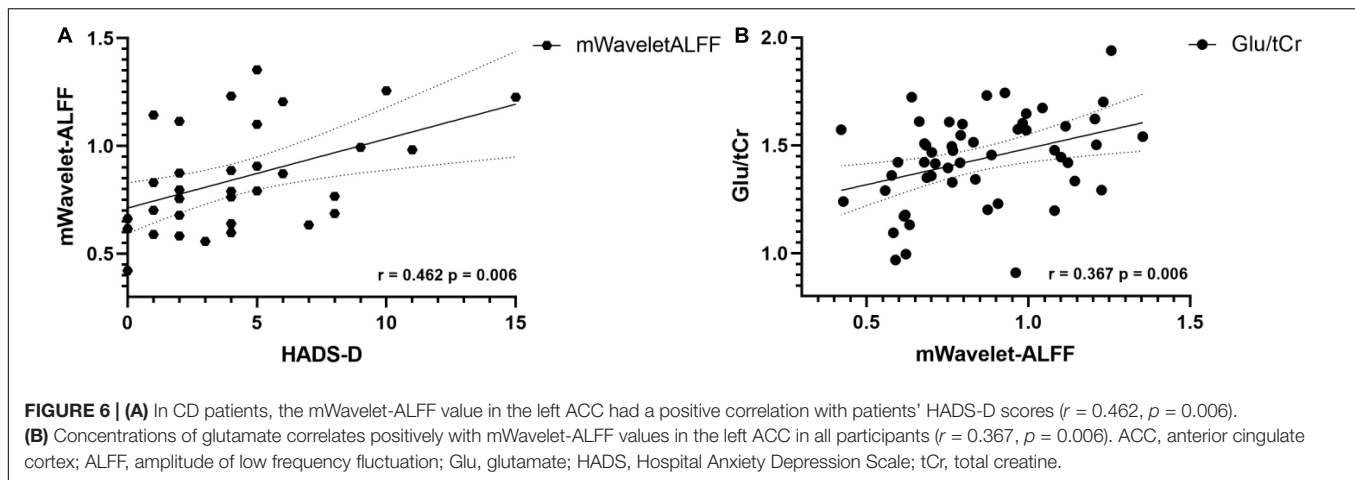 A
1.5
1.0
0.5
mWavelet-ALFF
mWaveletALFF
r = 0.462 p = 0.006
0 5 10 15
HADS-D
B
2.0
1.5
1.0
Glu/tCr
Glu/tCr
r = 0.367 p = 0.006
0.5 1.0 1.5
mWavelet-ALFF
FIGURE 6 | (A) In CD patients, the mWavelet-ALFF value in the left ACC had a positive correlation with patients’ HADS-D scores (r = 0.462, p = 0.006).
(B) Concentrations of glutamate correlates positively with mWavelet-ALFF values in the left ACC in all participants (r = 0.367, p = 0.006). ACC, anterior cingulate
cortex; ALFF, amplitude of low frequency fluctuation; Glu, glutamate; HADS, Hospital Anxiety Depression Scale; tCr, total creatine.